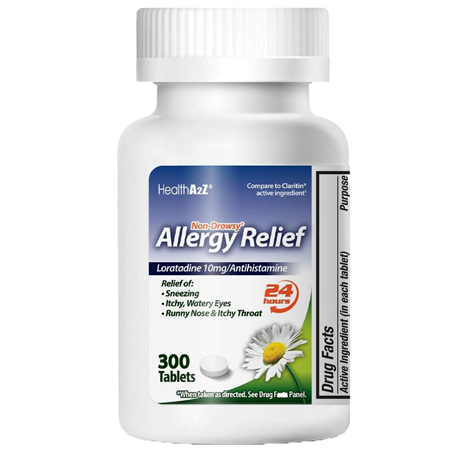 HealthA2Z®
Compare to Claritin®
active ingredient†
Non-Drowsy*
Allergy Relief
Loratadine 10mg/Antihistamine
Relief of:
• Sneezing
• Itchy, Watery Eyes
• Runny Nose & Itchy Throat
24
hours
300
Tablets
*When taken as directed. See Drug Panel.
Drug Facts
Active Ingredient (in each tablet)
Purpose